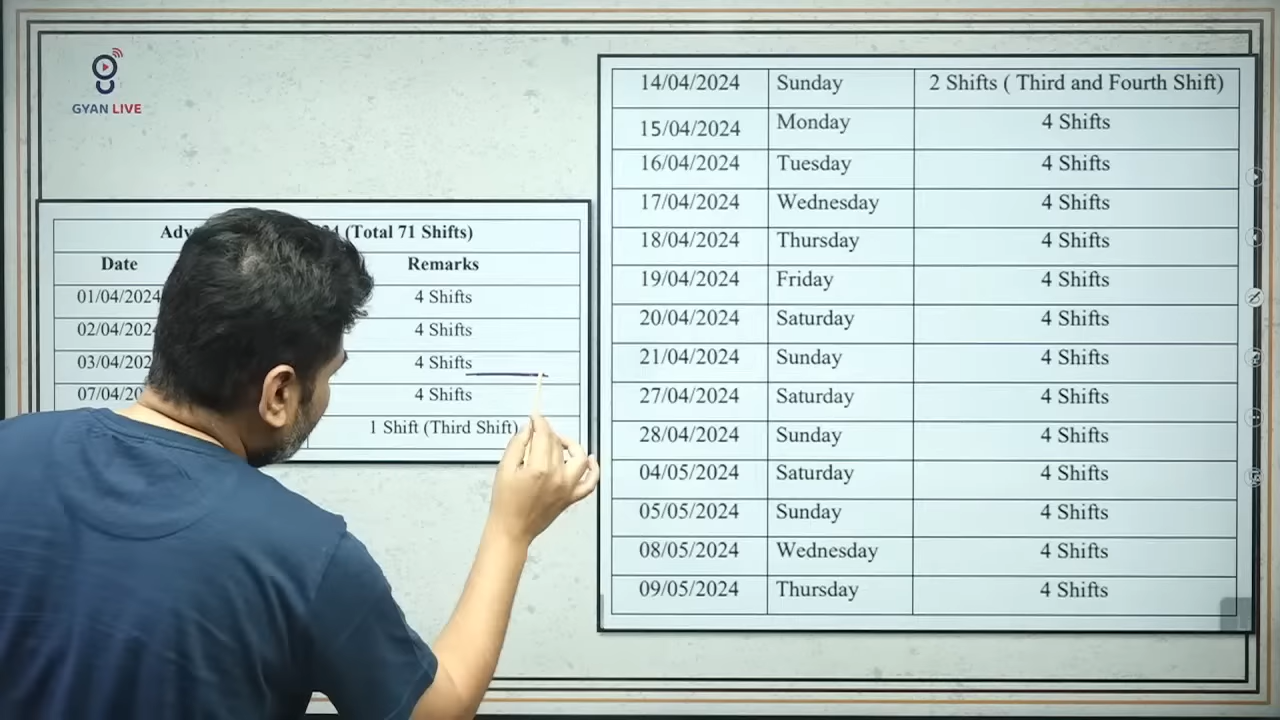 GYAN LIVE
(Total 71 Shifts)
Date Remarks
01/04/2024 4 Shifts
02/04/2024 4 Shifts
03/04/202 4 Shifts
07/04/20 4 Shifts
1 Shift (Third Shift)
14/04/2024 Sunday 2 Shifts ( Third and Fourth Shift)
15/04/2024 Monday 4 Shifts
16/04/2024 Tuesday 4 Shifts
17/04/2024 Wednesday 4 Shifts
18/04/2024 Thursday 4 Shifts
19/04/2024 Friday 4 Shifts
20/04/2024 Saturday 4 Shifts
21/04/2024 Sunday 4 Shifts
27/04/2024 Saturday 4 Shifts
28/04/2024 Sunday 4 Shifts
04/05/2024 Saturday 4 Shifts
05/05/2024 Sunday 4 Shifts
08/05/2024 Wednesday 4 Shifts
09/05/2024 Thursday 4 Shifts